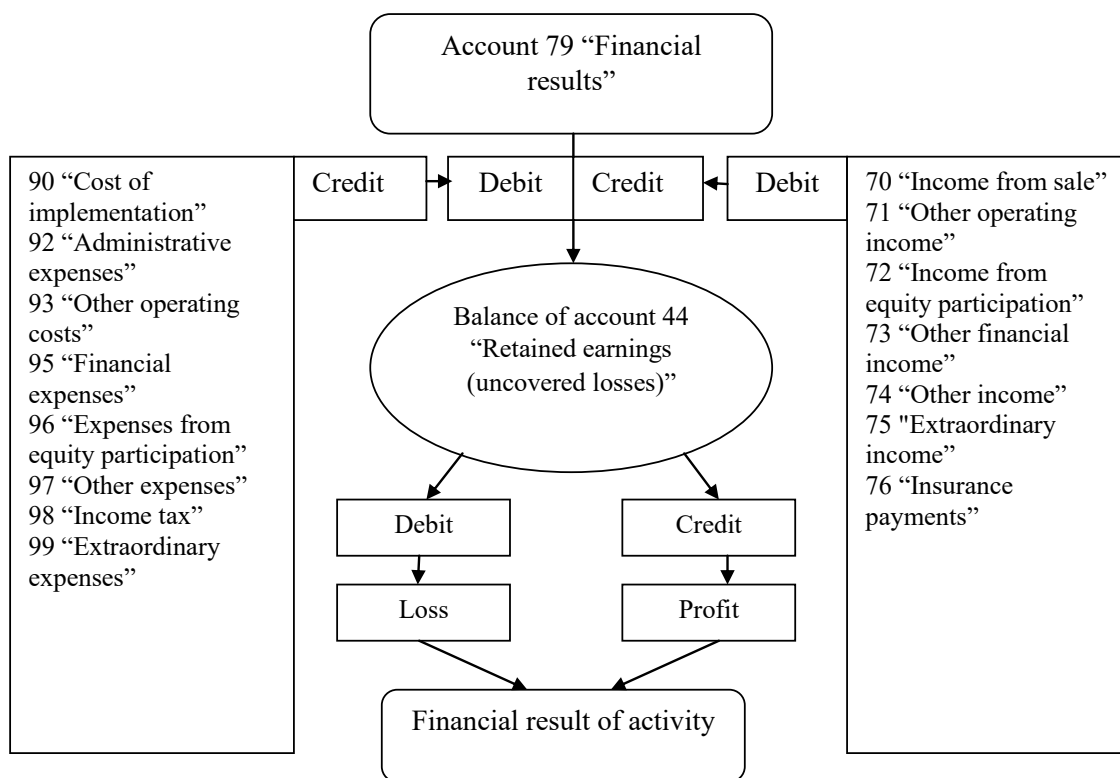 Account 79 “Financial
results”
90 “Cost of
implementation”
92 “Administrative
expenses”
93 “Other operating
costs”
95 “Financial
expenses”
96 “Expenses from
equity participation”
97 “Other expenses”
98 “Income tax”
99 “Extraordinary
expenses”
Credit
Debit
Credit
Debit
70 “Income from sale”
71 “Other operating
income”
72 “Income from
equity participation”
73 “Other financial
income”
74 “Other income”
75 "Extraordinary
income”
76 “Insurance
payments”
Balance of account 44
“Retained earnings
(uncovered losses)”
Debit
Credit
Loss
Profit
Financial result of activity